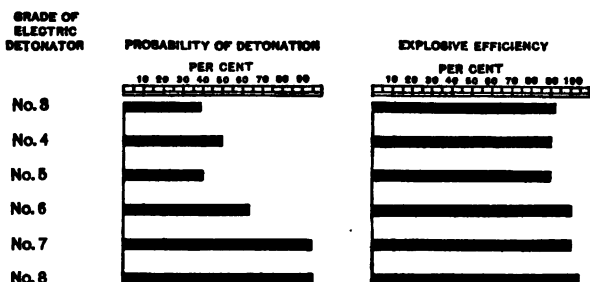 GRADE OF
ELECTRIC
DETONATOR
PROBABILITY OF DETONATION
EXPLOSIVE EFFICIENCY
PER CENT
PER CENT
10 20 30 40 50 60 70 80 90
10 20 30 40 50 60 70 80 90 100
No. 3
No. 4
No. 5
No. 6
No. 7
No. 8